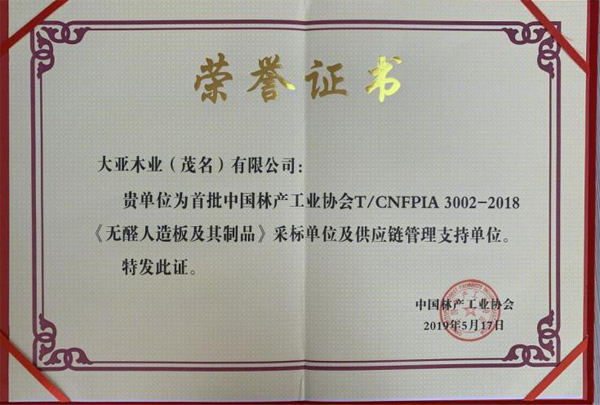 荣誉证书
大亚木业（茂名）有限公司：
贵单位为首批中国林产工业协会T/CNFPIA 3002-2018
《无醛人造板及其制品》采标单位及供应链管理支持单位。
特发此证。
中国林产工业协会
2019年5月17日